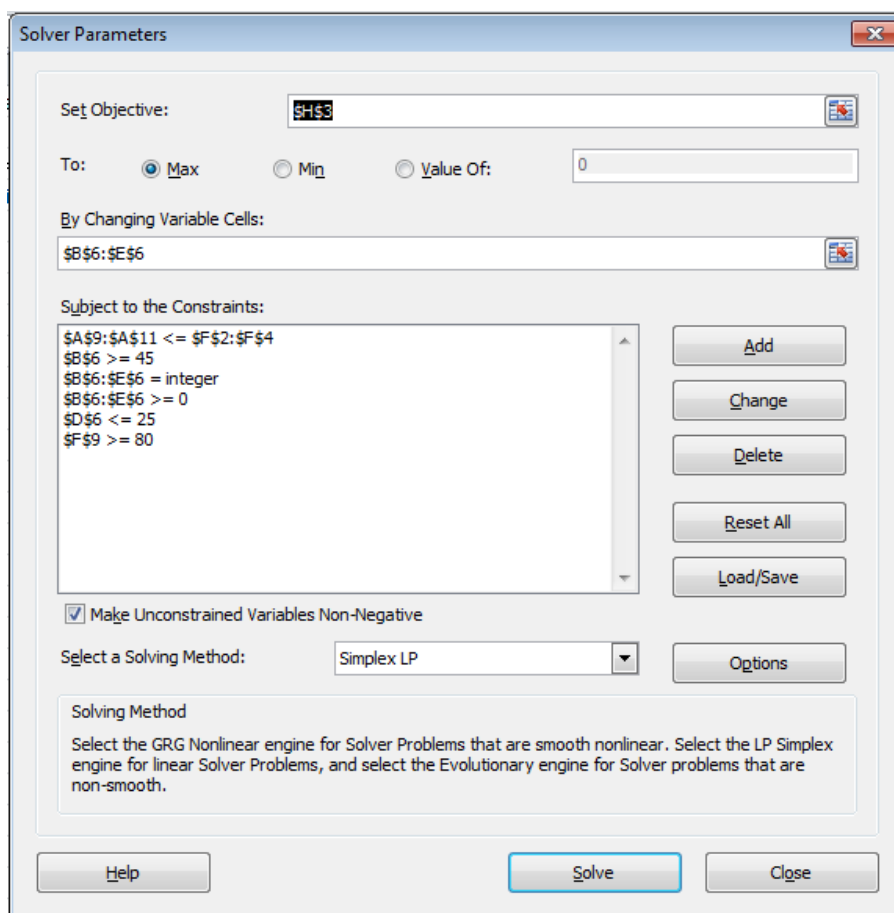 Solver Parameters
Set Objective:
$H$3
To:
Max
Min
Value Of:
0
By Changing Variable Cells:
$B$6:$E$6
Subject to the Constraints:
$A$9:$A$11 <= $F$2:$F$4
$B$6 >= 45
$B$6:$E$6 = integer
$B$6:$E$6 >= 0
$D$6 <= 25
$F$9 >= 80
Add
Change
Delete
Reset All
Load/Save
Make Unconstrained Variables Non-Negative
Select a Solving Method:
Simplex LP
Options
Solving Method
Select the GRG Nonlinear engine for Solver Problems that are smooth nonlinear. Select the LP Simplex
engine for linear Solver Problems, and select the Evolutionary engine for Solver problems that are
non-smooth.
Help
Solve
Close